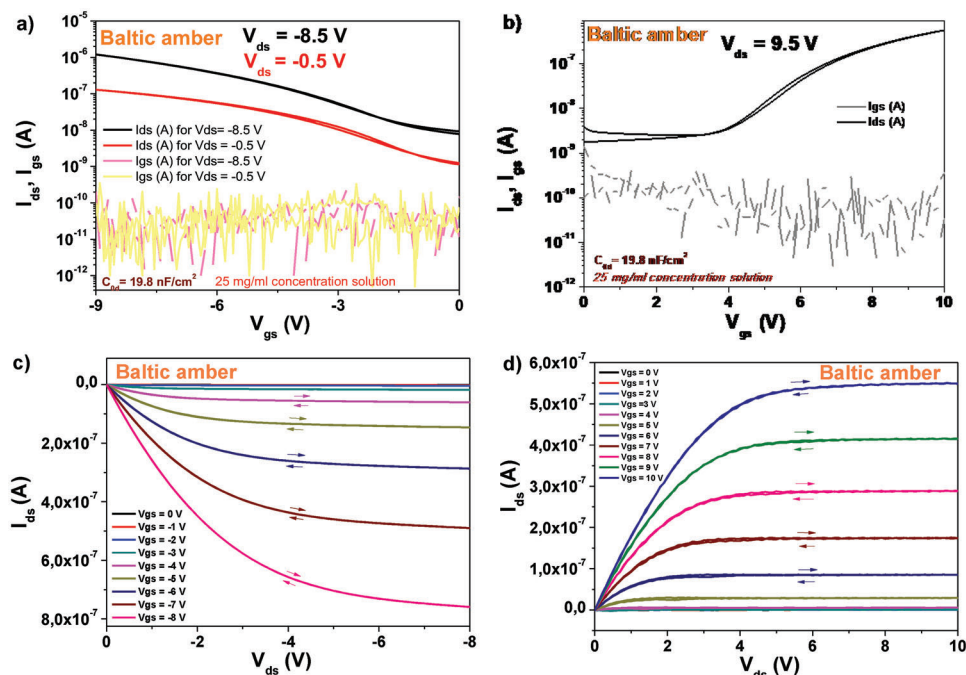 a)
Baltic amber
V_ds = -8.5 V
V_ds = -0.5 V
10^-5
10^-6
10^-7
10^-8
10^-9
10^-10
10^-11
10^-12
I_ds, I_gs (A)
Ids (A) for Vds= -8.5 V
Ids (A) for Vds = -0.5 V
Igs (A) for Vds= -8.5 V
Igs (A) for Vds = -0.5 V
C_0d = 19.8 nF/cm^2
25 mg/ml concentration solution
-9
-6
-3
0
V_gs (V)
b)
Baltic amber
V_ds = 9.5 V
10^-6
10^-7
10^-8
10^-9
10^-10
10^-11
10^-12
I_ds, I_gs (A)
Igs (A)
Ids (A)
C_0d = 19.8 nF/cm^2
25 mg/ml concentration solution
0
2
4
6
8
10
V_gs (V)
c)
Baltic amber
0,0
2,0x10^-7
4,0x10^-7
6,0x10^-7
8,0x10^-7
I_ds (A)
Vgs = 0 V
Vgs = -1 V
Vgs = -2 V
Vgs = -3 V
Vgs = -4 V
Vgs = -5 V
Vgs = -6 V
Vgs = -7 V
Vgs = -8 V
0
-2
-4
-6
-8
V_ds (V)
d)
Baltic amber
6,0x10^-7
5,0x10^-7
4,0x10^-7
3,0x10^-7
2,0x10^-7
1,0x10^-7
0,0
I_ds (A)
Vgs = 0 V
Vgs = 1 V
Vgs = 2 V
Vgs =3 V
Vgs = 4 V
Vgs = 5 V
Vgs = 6 V
Vgs = 7 V
Vgs = 8 V
Vgs = 9 V
Vgs = 10 V
0
2
4
6
8
10
V_ds (V)